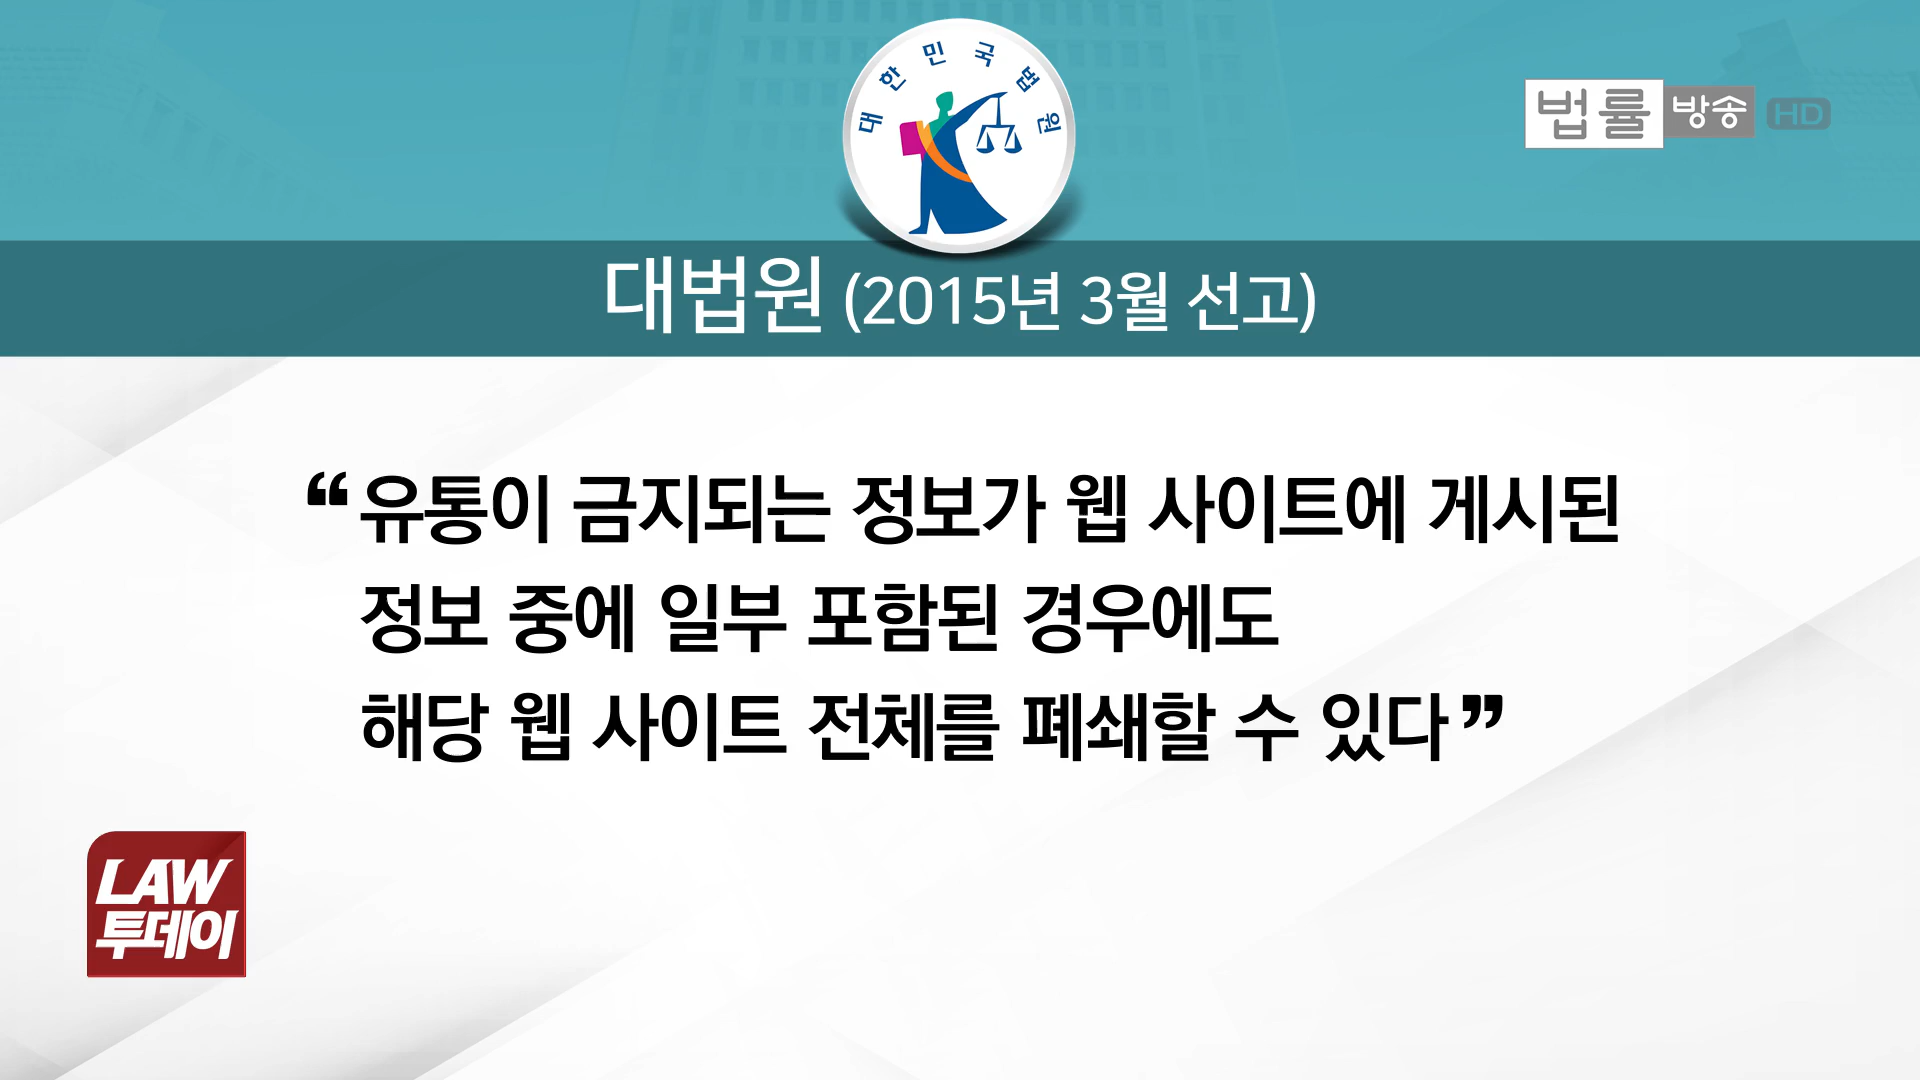 대한민국법원
법률방송 HD
대법원 (2015년 3월 선고)
“유통이 금지되는 정보가 웹 사이트에 게시된
정보 중에 일부 포함된 경우에도
해당 웹 사이트 전체를 폐쇄할 수 있다”
LAW
투데이